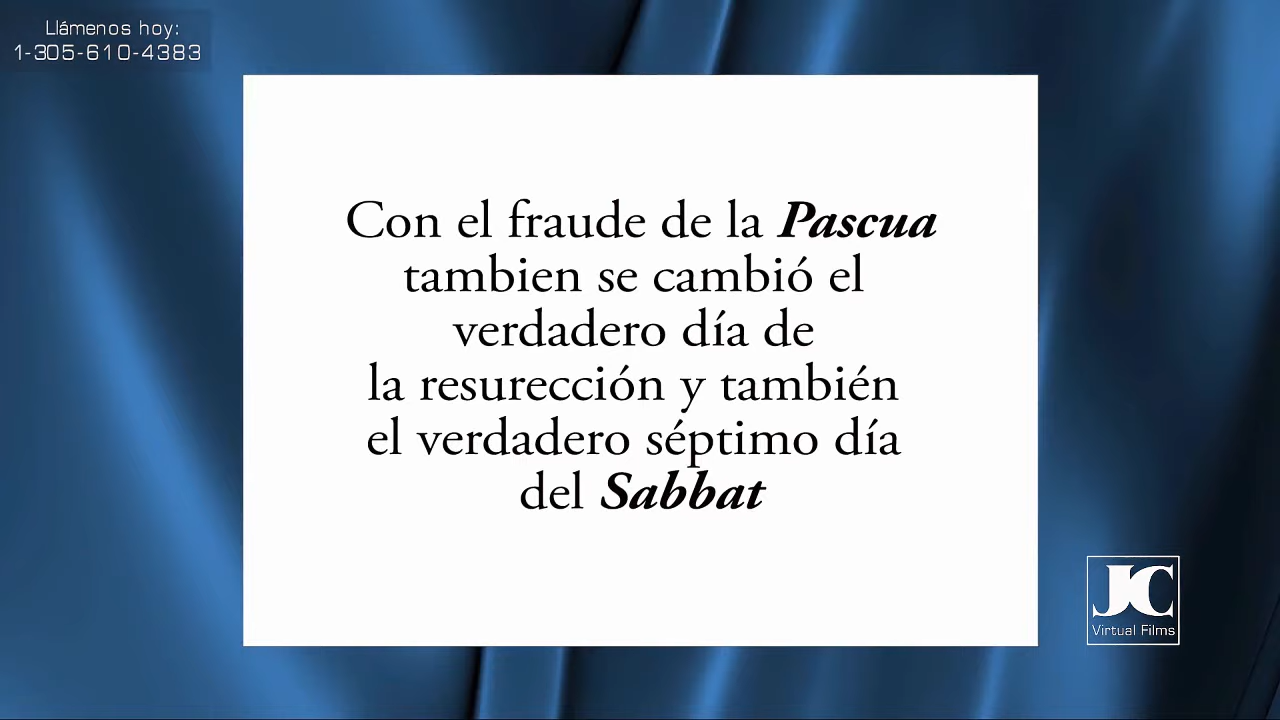 Llámenos hoy:
1-305-610-4383
Con el fraude de la Pascua
tambien se cambió el
verdadero día de
la resurección y también
el verdadero séptimo día
del Sabbat
JC
Virtual Films